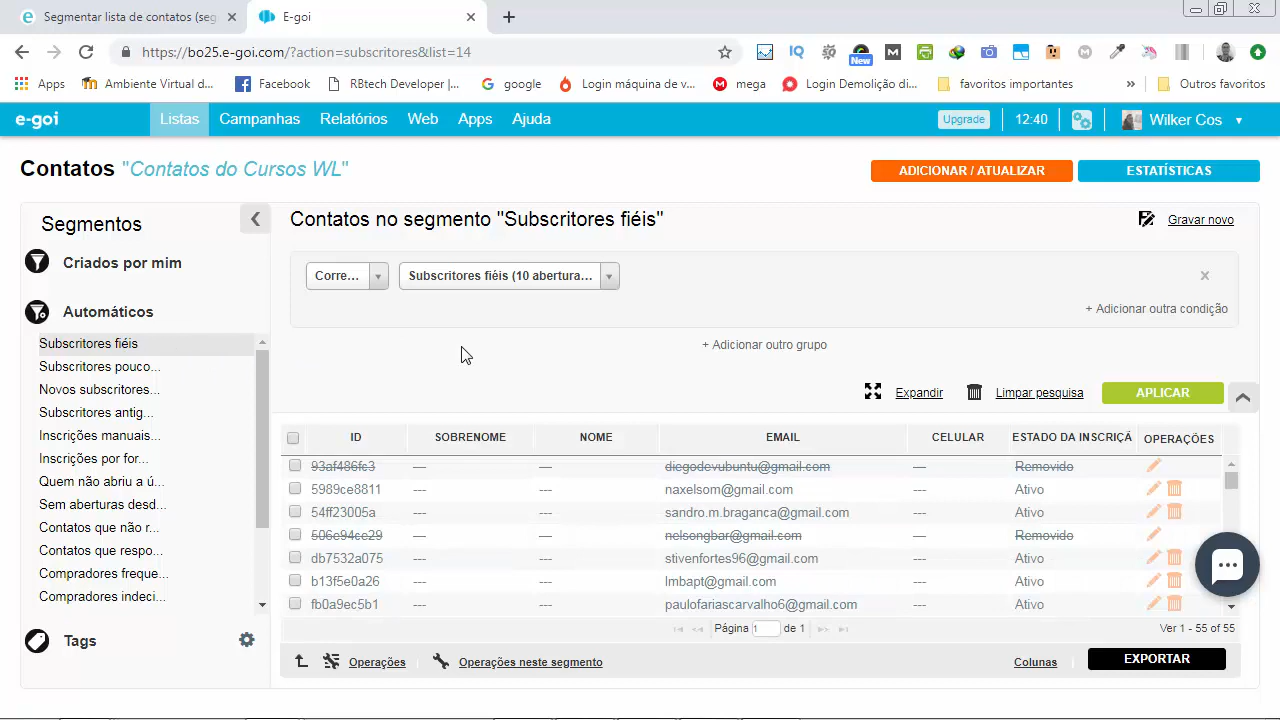 Segmentar lista de contatos (seg
E-goi
https://bo25.e-goi.com/?action=subscritores&list=14
New
Apps
Ambiente Virtual d...
Facebook
RBtech Developer |...
google
Login máquina de v...
mega
Login Demolição di...
favoritos importantes
»
Outros favoritos
e-goi
Listas
Campanhas
Relatórios
Web
Apps
Ajuda
Upgrade
12:40
Wilker Cos
Contatos "Contatos do Cursos WL"
ADICIONAR / ATUALIZAR
ESTATÍSTICAS
Segmentos
Criados por mim
Automáticos
Subscritores fiéis
Subscritores pouco...
Novos subscritores...
Subscritores antig...
Inscrições manuais...
Inscrições por for...
Quem não abriu a ú...
Sem aberturas desd...
Contatos que não r...
Contatos que respo...
Compradores freque...
Compradores indeci...
Tags
Contatos no segmento "Subscritores fiéis"
Gravar novo
Corre...
Subscritores fiéis (10 abertura...
+ Adicionar outra condição
+ Adicionar outro grupo
Expandir
Limpar pesquisa
APLICAR
ID SOBRENOME NOME EMAIL CELULAR ESTADO DA INSCRIÇÃ OPERAÇÕES
93af486fc3 --- --- diegodevubuntu@gmail.com --- Removido
5989ce8811 --- --- naxelsom@gmail.com --- Ativo
54ff23005a --- --- sandro.m.braganca@gmail.com --- Ativo
506e94ce29 --- --- nelsongbar@gmail.com --- Removido
db7532a075 --- --- stivenfortes96@gmail.com --- Ativo
b13f5e0a26 --- --- lmbapt@gmail.com --- Ativo
fb0a9ec5b1 --- --- paulofariascarvalho6@gmail.com --- Ativo
Página 1 de 1
Ver 1 - 55 of 55
Operações
Operações neste segmento
Colunas
EXPORTAR